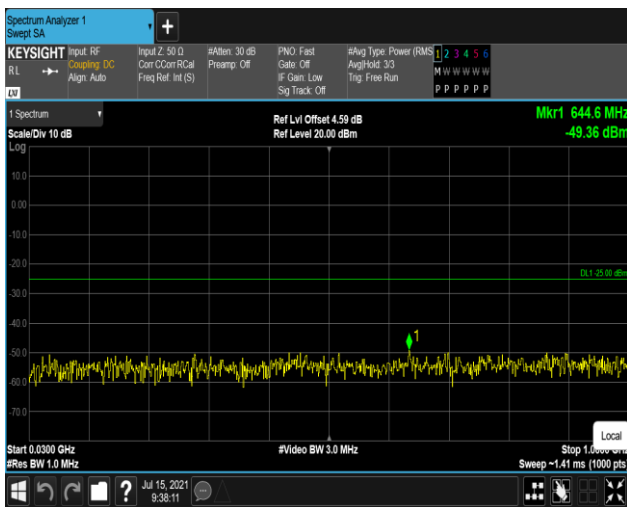 Spectrum Analyzer 1
Swept SA
KEYSIGHT Input: RF Input Z: 50 Ω #Atten: 30 dB PNO: Fast #Avg Type: Power (RMS 1 2 3 4 5 6
RL Coupling: DC Corr CCorr RCal Preamp: Off Gate: Off Avg|Hold: 3/3 M W W W W W
Align: Auto Freq Ref: Int (S) IF Gain: Low Trig: Free Run
Sig Track: Off P P P P P P
LXI
1 Spectrum Ref Lvl Offset 4.59 dB Mkr1 644.6 MHz
Scale/Div 10 dB Ref Level 20.00 dBm -49.36 dBm
Log
10.0
0.00
-10.0
-20.0
DL1 -25.00 dBm
-30.0
-40.0
1
-50.0
-60.0
-70.0
Local
Start 0.0300 GHz #Video BW 3.0 MHz Stop
#Res BW 1.0 MHz Sweep ~1.41 ms (1000 pts
? Jul 15, 2021
9:38:11